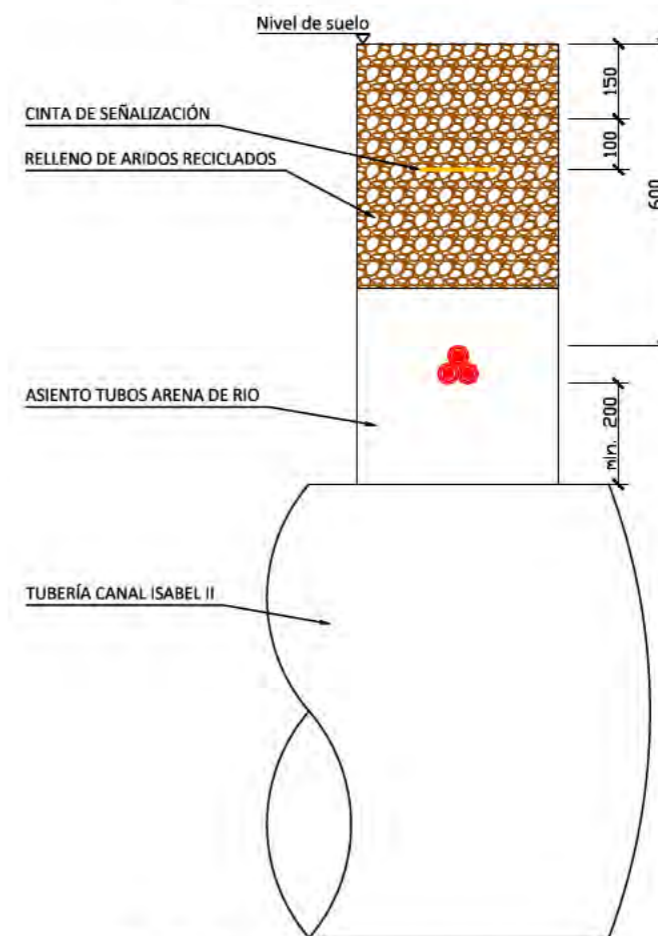 Nivel de suelo
150
CINTA DE SEÑALIZACIÓN
100
RELLENO DE ARIDOS RECICLADOS
600
ASIENTO TUBOS ARENA DE RIO
min. 200
TUBERÍA CANAL ISABEL II